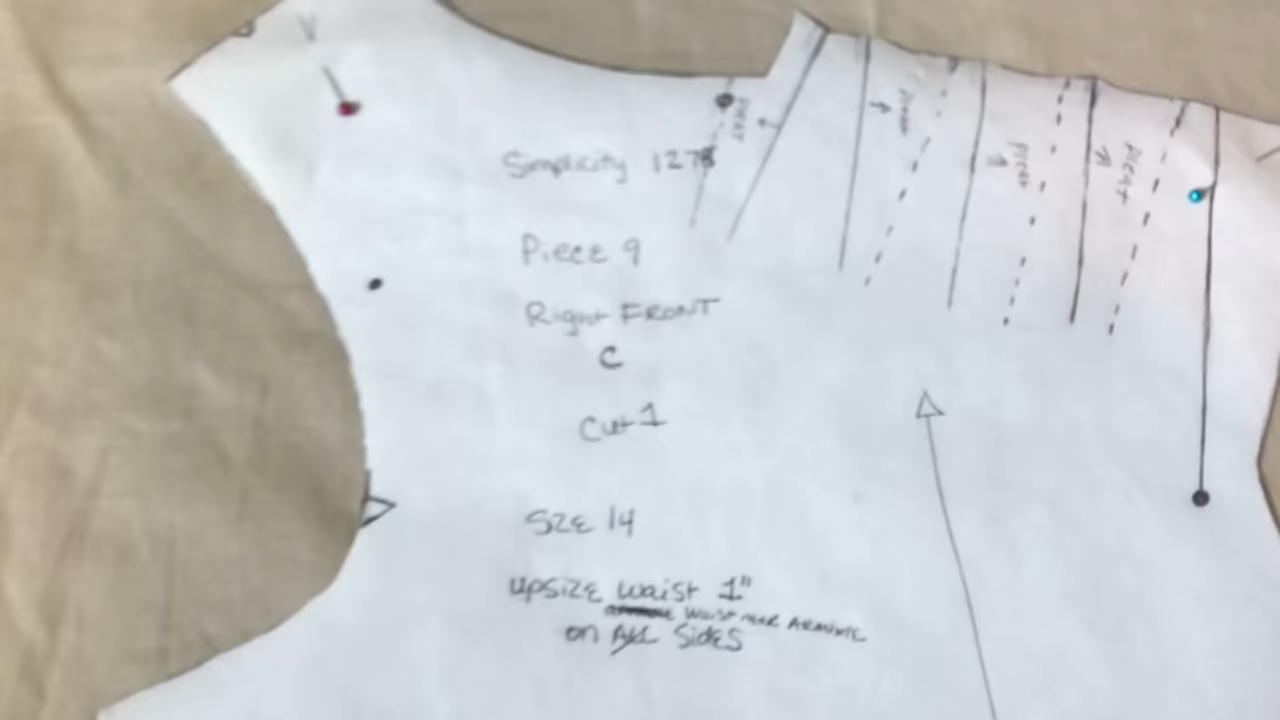 Simplicity 1278
Piece 9
Right FRONT
C
Cut 1
Size 14
upsize waist 1"
waist near
on ALL Sides
PLEAT
PLEAT
PLEAT
PLEAT